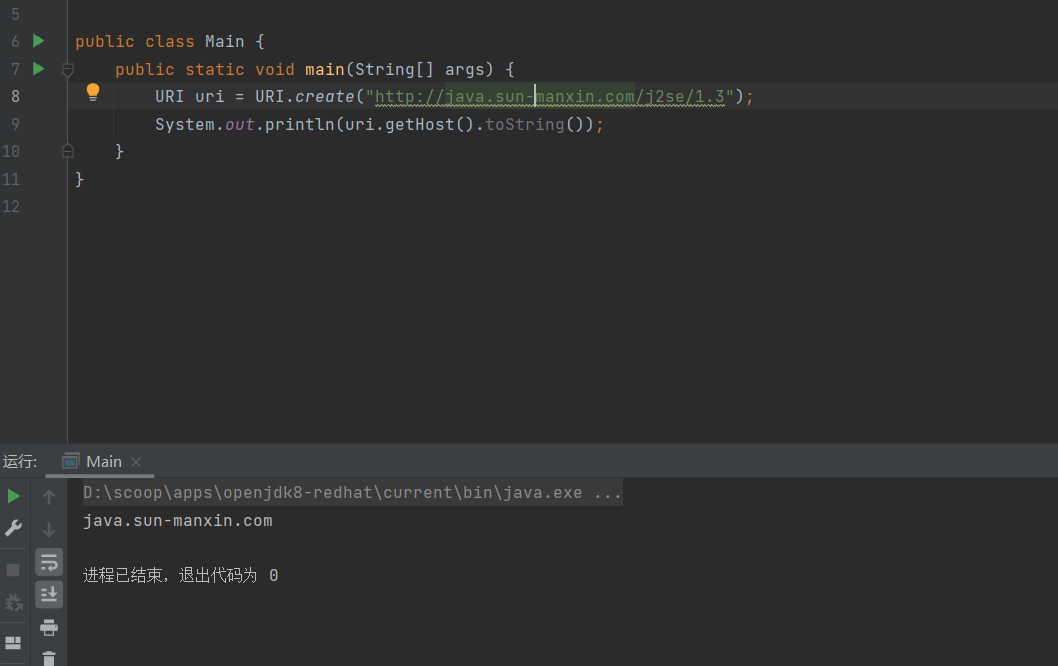 5
6 public class Main {
7 public static void main(String[] args) {
8 URI uri = URI.create("http://java.sun-manxin.com/j2se/1.3");
9 System.out.println(uri.getHost().toString());
10 }
11 }
12
运行: Main
D:\scoop\apps\openjdk8-redhat\current\bin\java.exe ...
java.sun-manxin.com
进程已结束，退出代码为 0